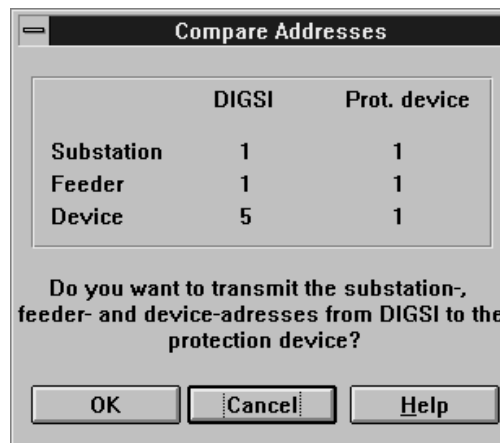 Compare Addresses
DIGSI Prot. device
Substation 1 1
Feeder 1 1
Device 5 1
Do you want to transmit the substation-,
feeder- and device-adresses from DIGSI to the
protection device?
OK Cancel Help